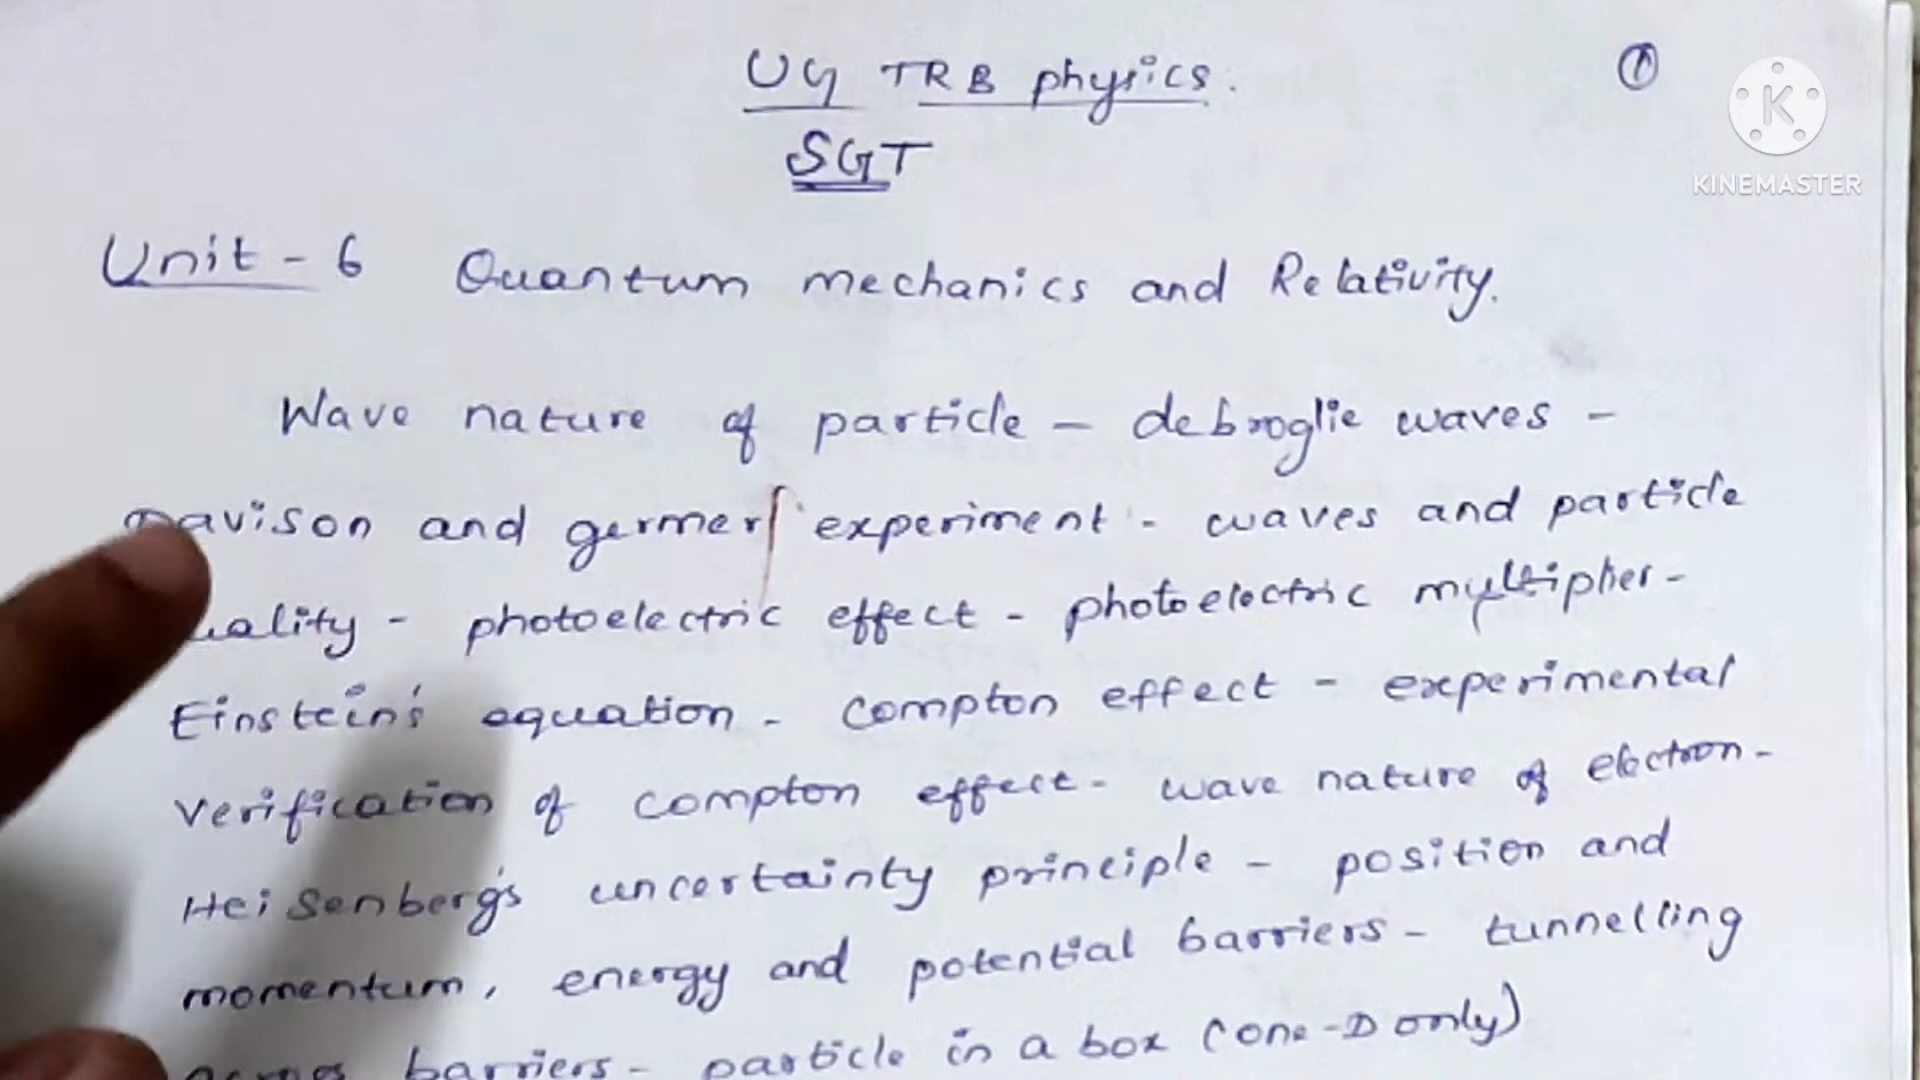 UG TRB physics.
SGT
①
K
KINEMASTER
Unit - 6 Quantum mechanics and Relativity.
Wave nature of particle - debroglie waves -
Davison and germer experiment - waves and particle
uality - photoelectric effect - photoelectric multiplier -
Einstein's equation - compton effect - experimental
verification of compton effect - wave nature of electron -
Heisenberg's uncertainty principle - position and
momentum, energy and potential barriers - tunnelling
across barriers - particle in a box (one-D only)